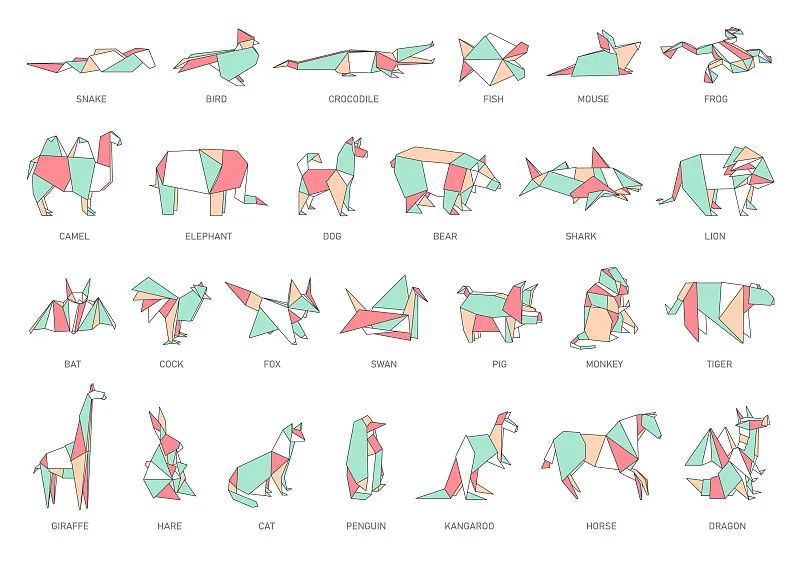 SNAKE BIRD CROCODILE FISH MOUSE FROG
CAMEL ELEPHANT DOG BEAR SHARK LION
BAT COCK FOX SWAN PIG MONKEY TIGER
GIRAFFE HARE CAT PENGUIN KANGAROO HORSE DRAGON